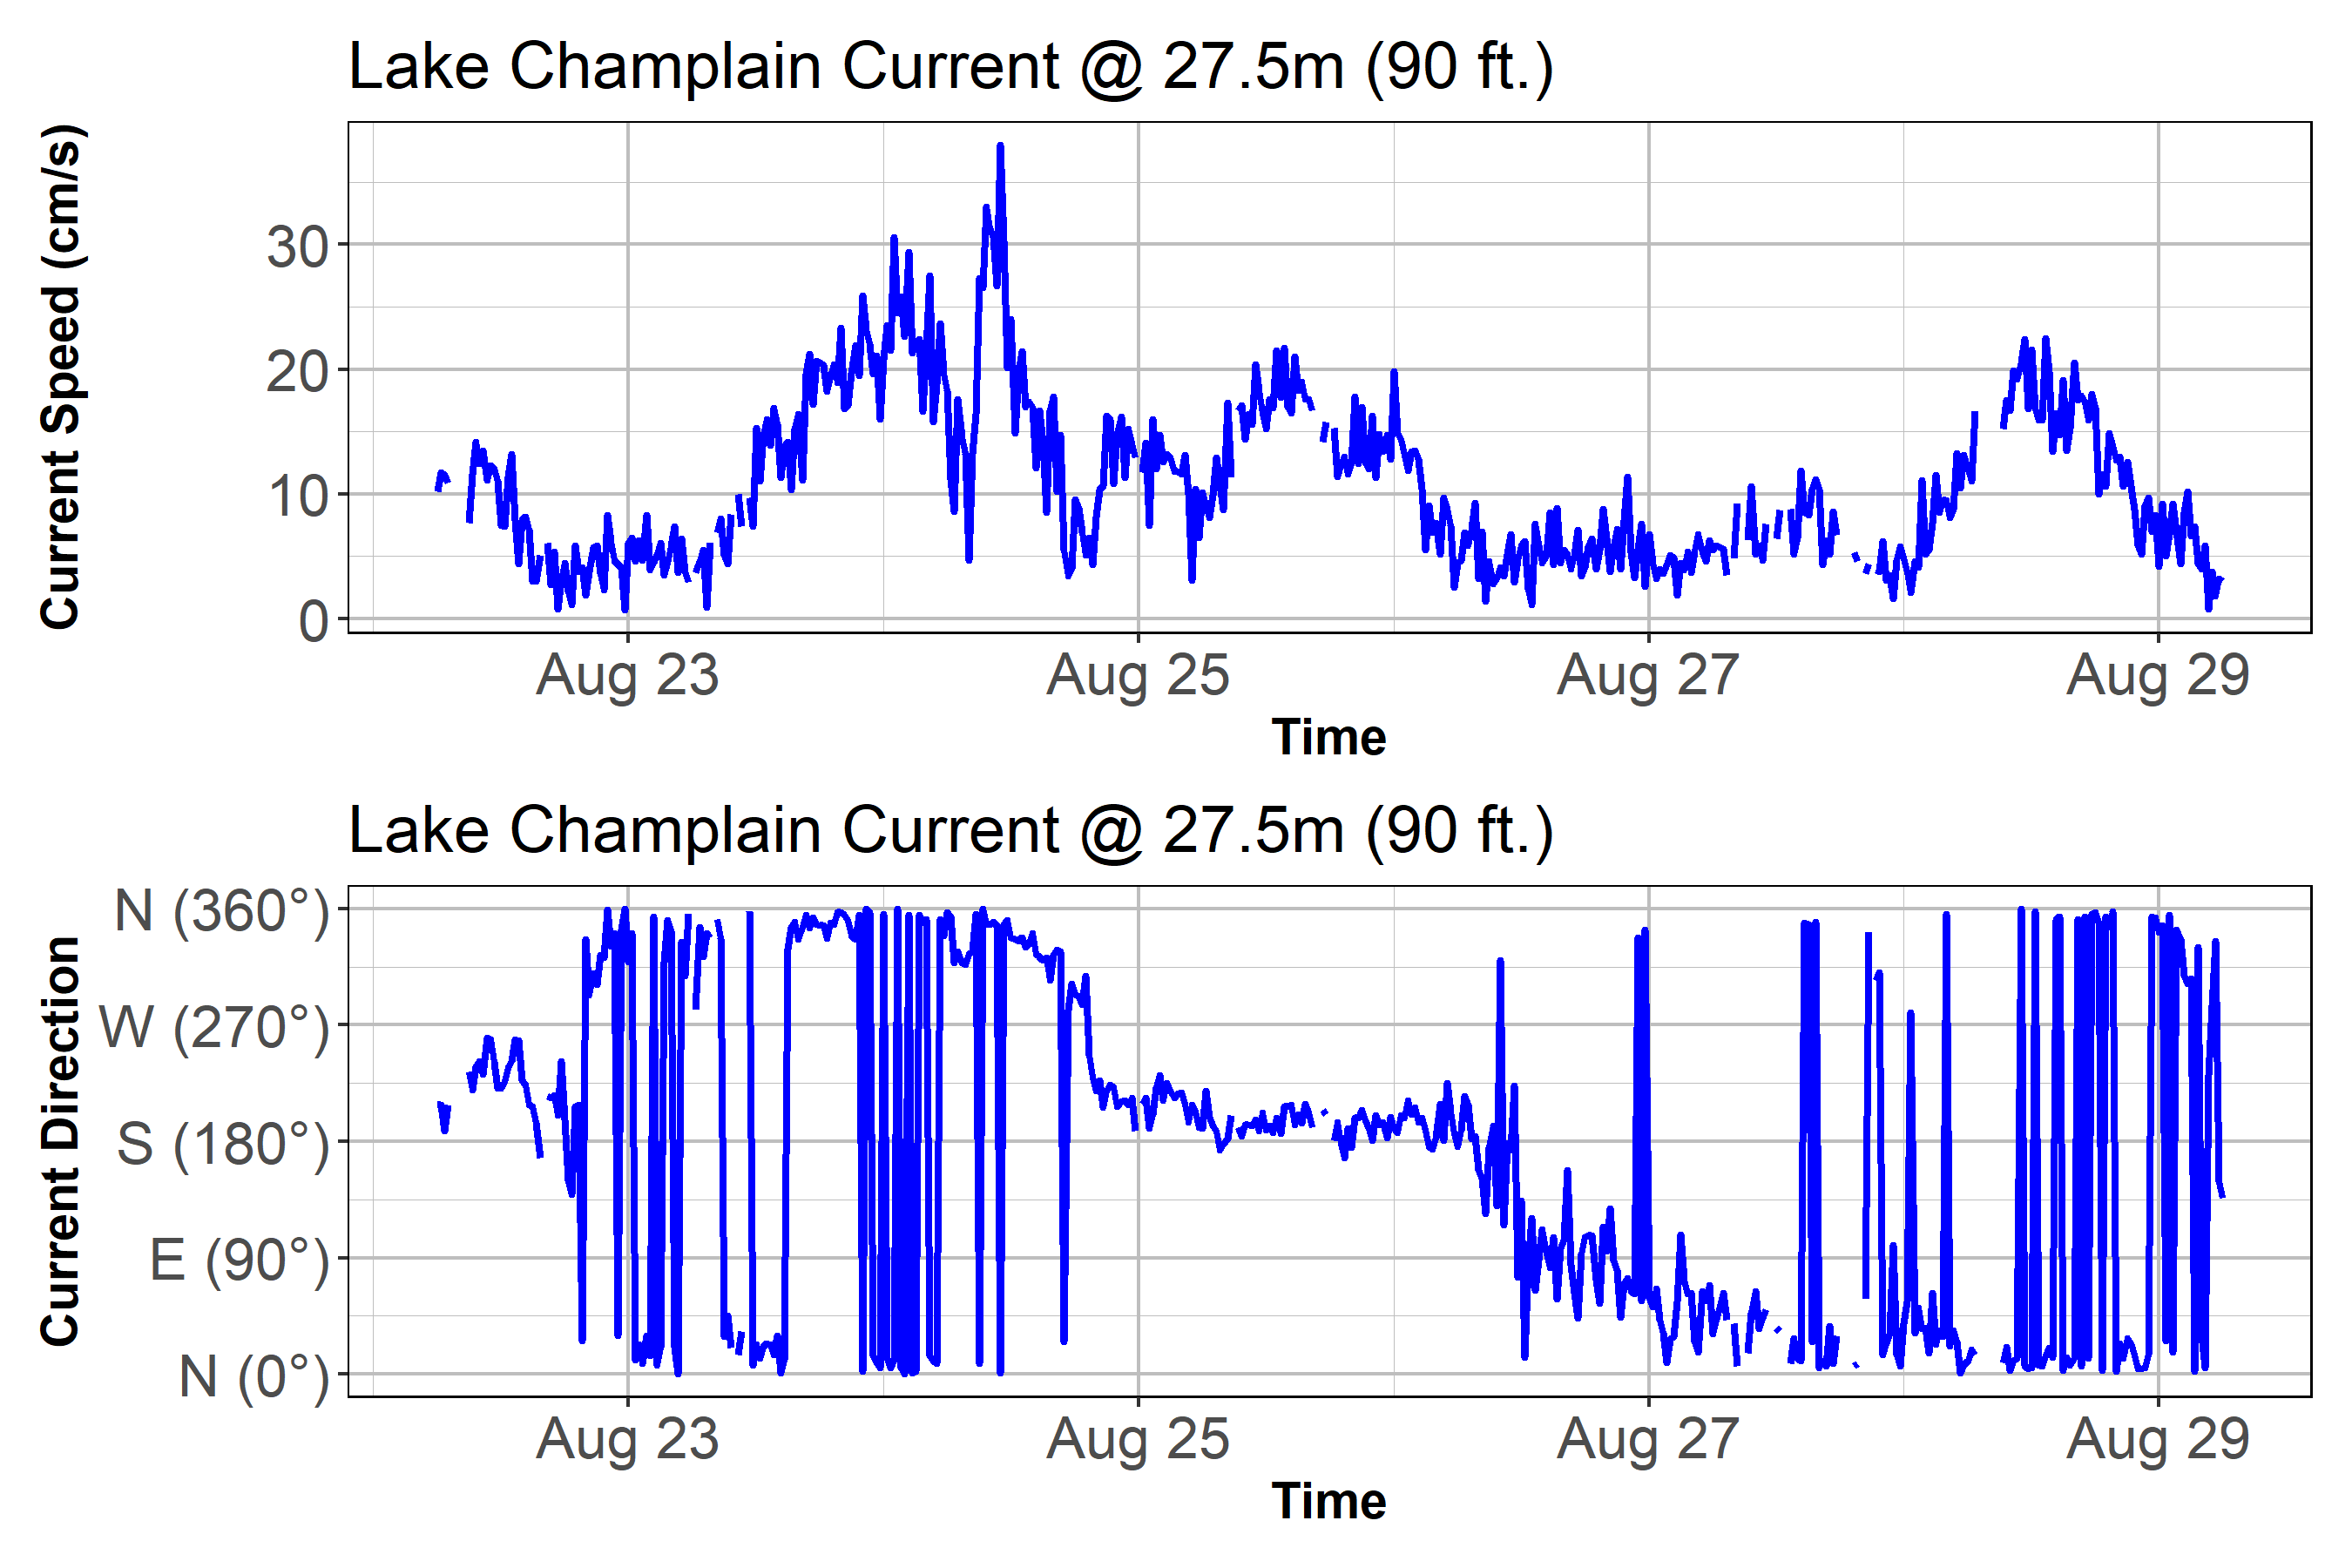 Lake Champlain Current @ 27.5m (90 ft.)
Current Speed (cm/s)
30
20
10
0
Aug 23 Aug 25 Aug 27 Aug 29
Time
Lake Champlain Current @ 27.5m (90 ft.)
Current Direction
N (360°)
W (270°)
S (180°)
E (90°)
N (0°)
Aug 23 Aug 25 Aug 27 Aug 29
Time